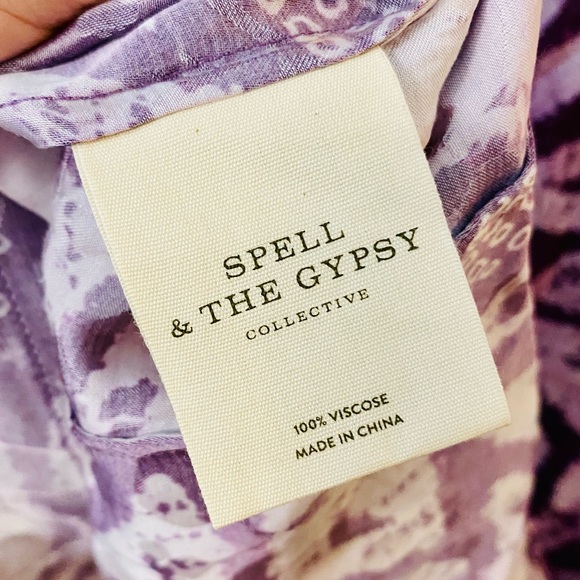 SPELL
& THE GYPSY
COLLECTIVE
100% VISCOSE
MADE IN CHINA